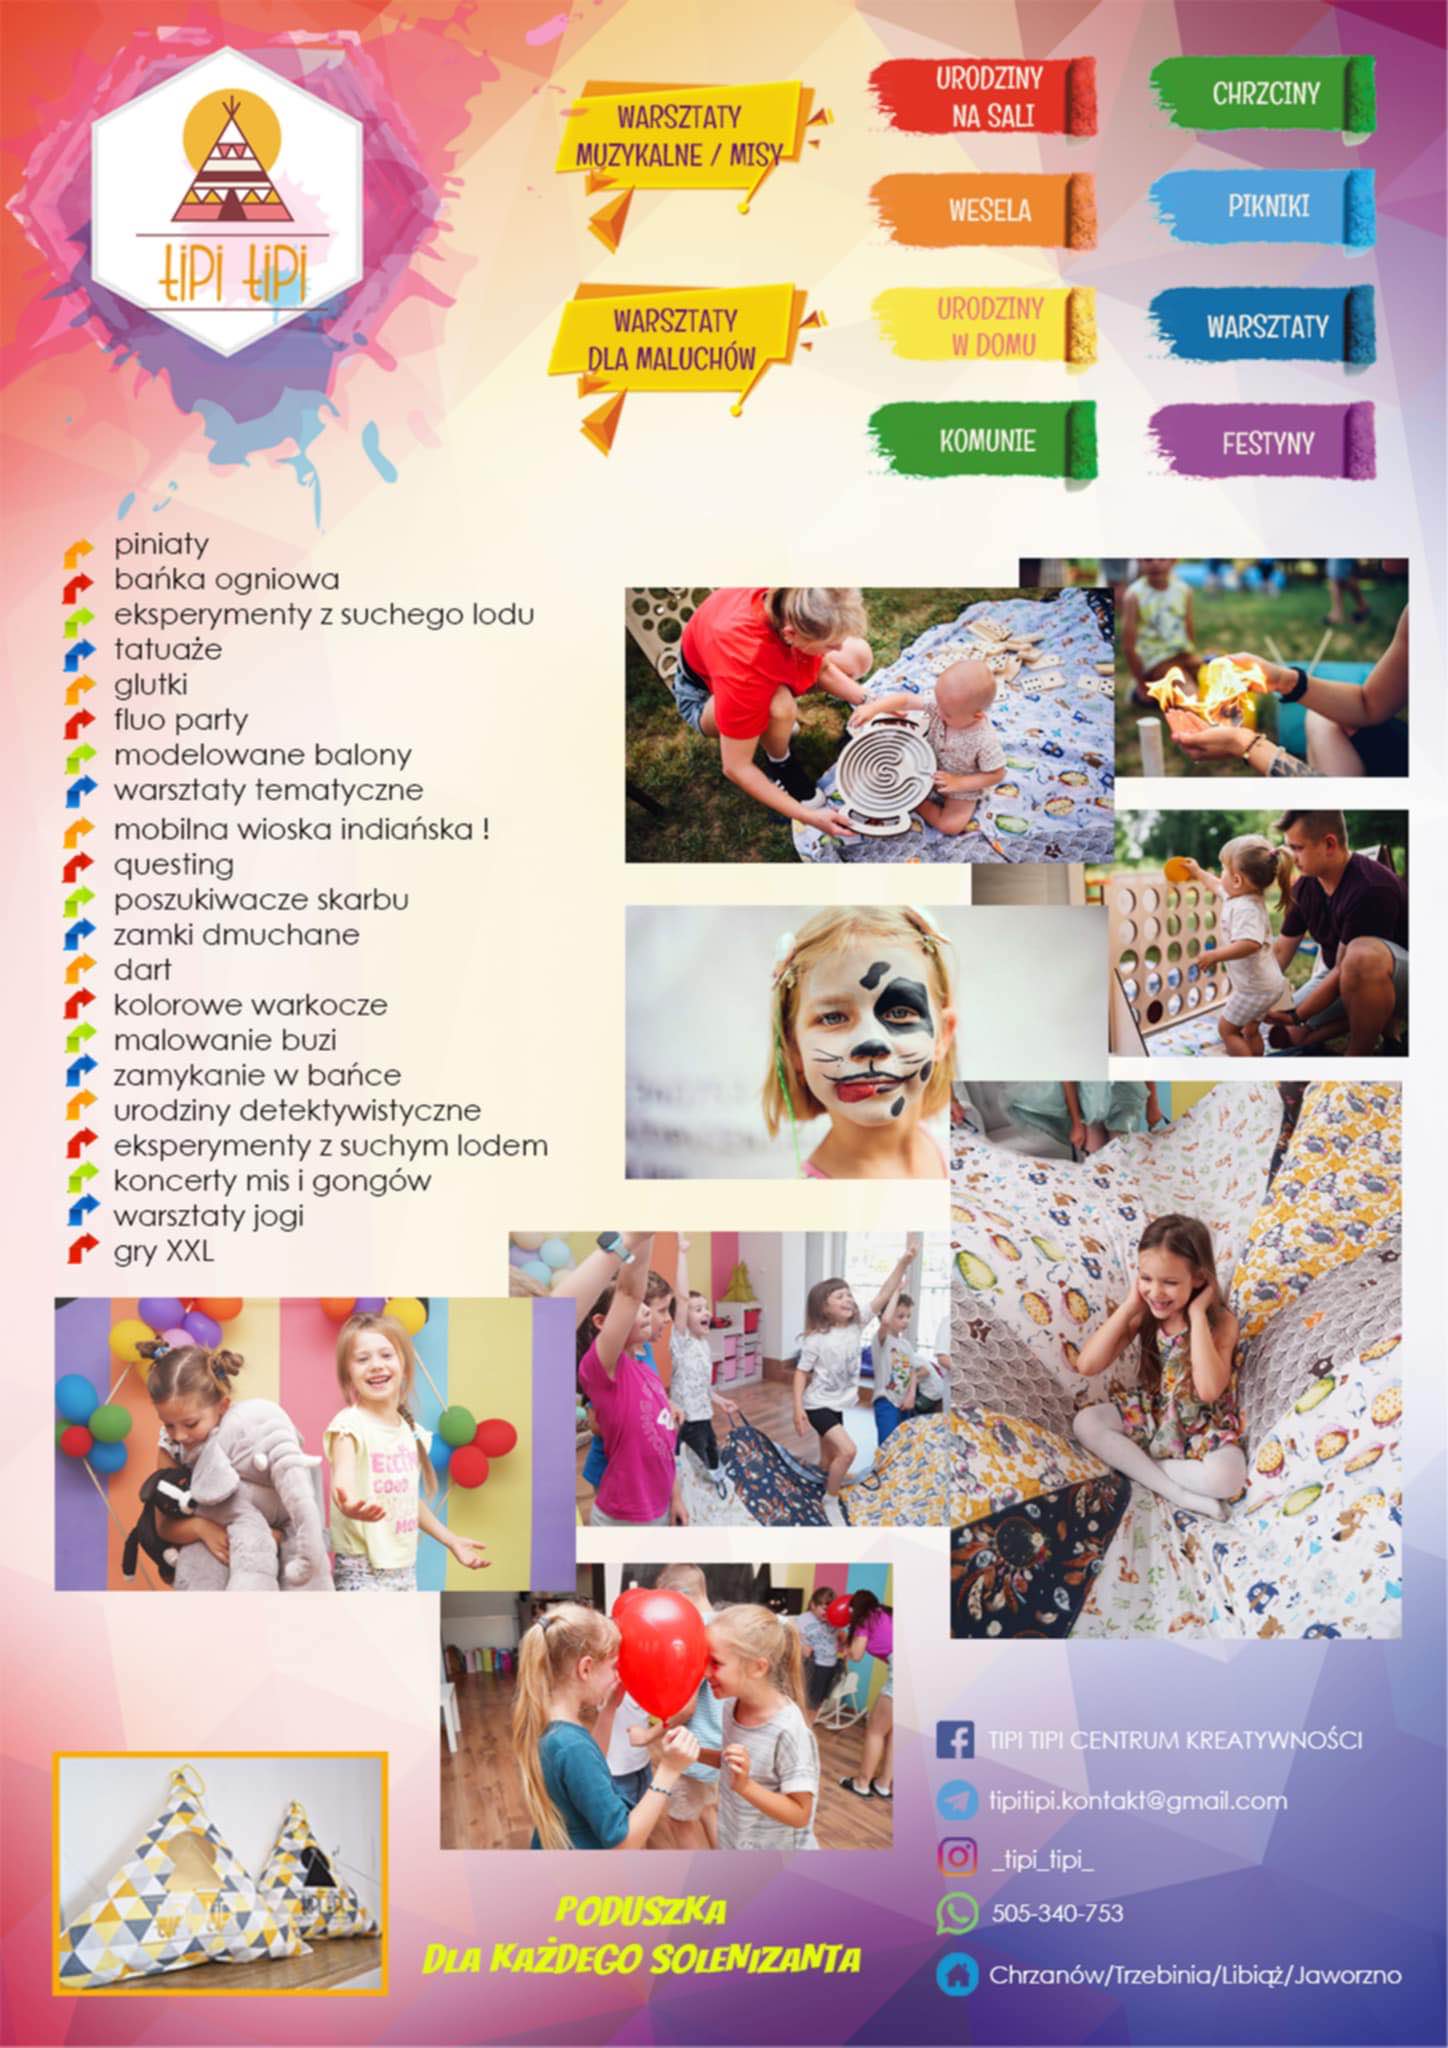 tipi tipi
WARSZTATY
MUZYKALNE / MISY
WARSZTATY
DLA MALUCHÓW
URODZINY
NA SALI
CHRZCINY
WESELA
PIKNIKI
URODZINY
W DOMU
WARSZTATY
KOMUNIE
FESTYNY
piniaty
bańka ogniowa
eksperymenty z suchego lodu
tatuaże
glutki
fluo party
modelowane balony
warsztaty tematyczne
mobilna wioska indiańska !
questing
poszukiwacze skarbu
zamki dmuchane
dart
kolorowe warkocze
malowanie buzi
zamykanie w bańce
urodziny detektywistyczne
eksperymenty z suchym lodem
koncerty mis i gongów
warsztaty jogi
gry XXL
PODUSZKA
DLA KAŻDEGO SOLENIZANTA
TIPI TIPI CENTRUM KREATYWNOŚCI
tipitipi.kontakt@gmail.com
_tipi_tipi_
505-340-753
Chrzanów/Trzebinia/Libiąż/Jaworzno